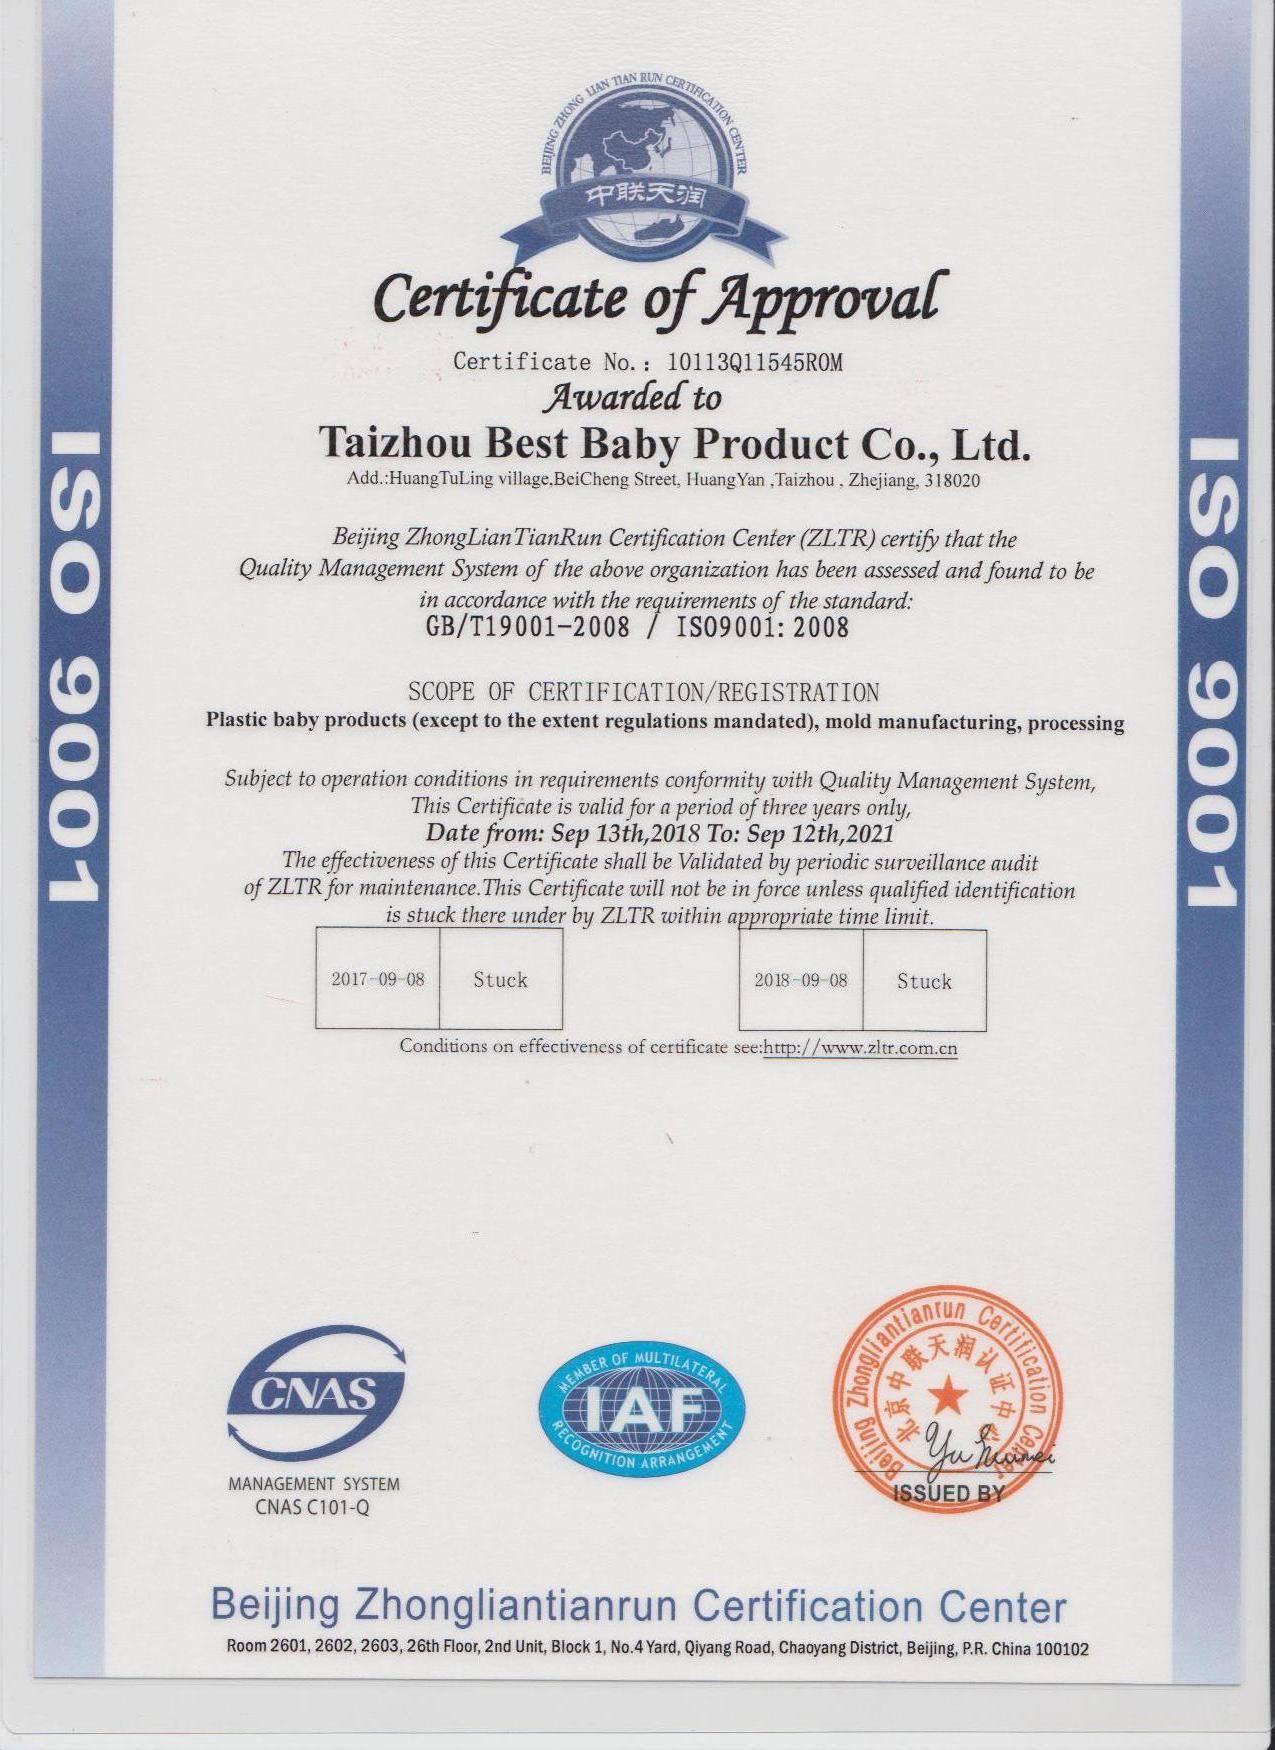 BEIJING ZHONG LIAN TIAN RUN CERTIFICATION CENTER
中联天润
Certificate of Approval
Certificate No.: 10113Q11545ROM
Awarded to
Taizhou Best Baby Product Co., Ltd.
Add.:HuangTuLing village,BeiCheng Street, HuangYan ,Taizhou , Zhejiang, 318020
Beijing ZhongLianTianRun Certification Center (ZLTR) certify that the
Quality Management System of the above organization has been assessed and found to be
in accordance with the requirements of the standard:
GB/T19001-2008 / ISO9001: 2008
SCOPE OF CERTIFICATION/REGISTRATION
Plastic baby products (except to the extent regulations mandated), mold manufacturing, processing
Subject to operation conditions in requirements conformity with Quality Management System,
This Certificate is valid for a period of three years only,
Date from: Sep 13th,2018 To: Sep 12th,2021
The effectiveness of this Certificate shall be Validated by periodic surveillance audit
of ZLTR for maintenance.This Certificate will not be in force unless qualified identification
is stuck there under by ZLTR within appropriate time limit.
2017-09-08 Stuck 2018-09-08 Stuck
Conditions on effectiveness of certificate see:http://www.zltr.com.cn
ISO 9001
ISO 9001
CNAS
MANAGEMENT SYSTEM
CNAS C101-Q
MEMBER OF MULTILATERAL
IAF
RECOGNITION ARRANGEMENT
Beijing Zhongliantianrun Certification Center
北京中联天润认证中心
ISSUED BY
Beijing Zhongliantianrun Certification Center
Room 2601, 2602, 2603, 26th Floor, 2nd Unit, Block 1, No.4 Yard, Qiyang Road, Chaoyang District, Beijing, P.R. China 100102